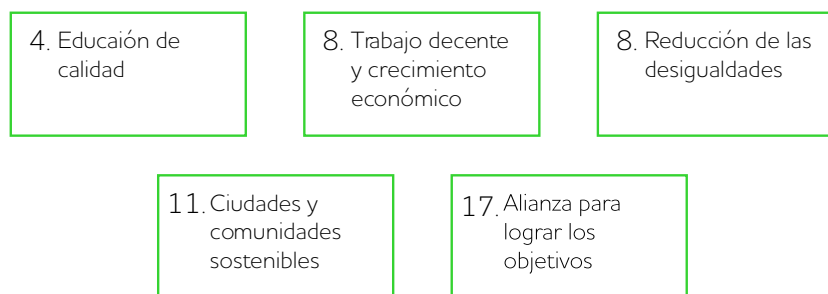 4. Educaión de
calidad
8. Trabajo decente
y crecimiento
económico
8. Reducción de las
desigualdades
11. Ciudades y
comunidades
sostenibles
17. Alianza para
lograr los
objetivos